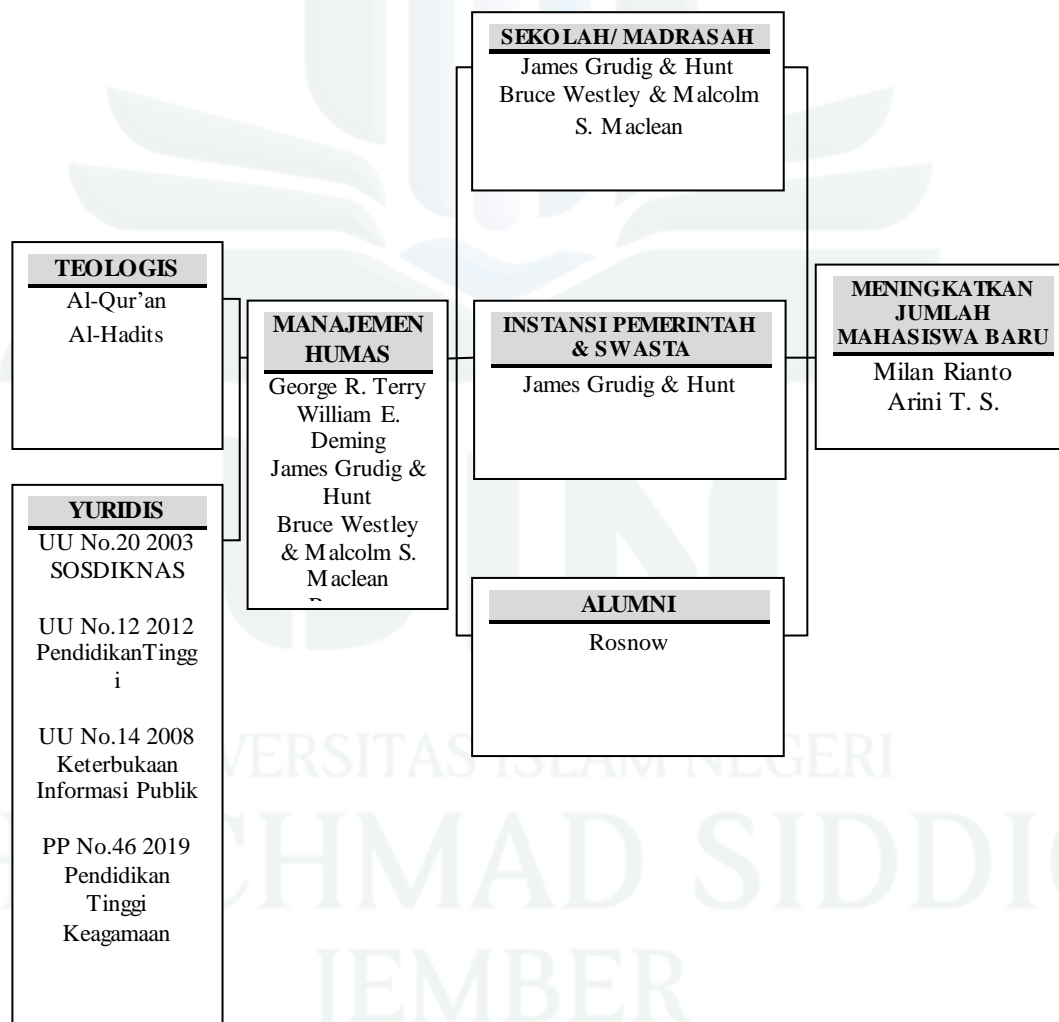 SEKOLAH/ MADRASAH
James Grudig & Hunt
Bruce Westley & Malcolm
S. Maclean
TEOLOGIS
Al-Qur’an
Al-Hadits
MANAJEMEN
HUMAS
George R. Terry
William E.
Deming
James Grudig &
Hunt
Bruce Westley
& Malcolm S.
Maclean
INSTANSI PEMERINTAH
& SWASTA
James Grudig & Hunt
MENINGKATKAN
JUMLAH
MAHASISWA BARU
Milan Rianto
Arini T. S.
YURIDIS
UU No.20 2003
SOSDIKNAS
UU No.12 2012
PendidikanTingg
i
UU No.14 2008
Keterbukaan
Informasi Publik
PP No.46 2019
Pendidikan
Tinggi
Keagamaan
ALUMNI
Rosnow
VERSITAS ISLAM NEGERI
CHMAD SIDDI
JEMBER